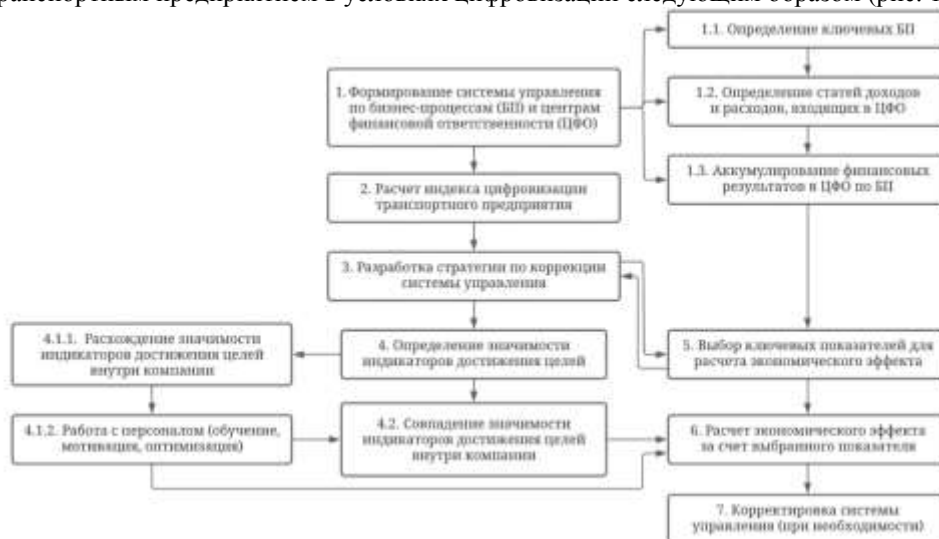 транспортным предприятием в условиях цифровизации следующим образом (рис. 1
1.1. Определение ключевых БП
1. Формирование системы управления
по бизнес-процессам (БП) и центрам
финансовой ответственности (ЦФО)
1.2. Определение статей доходов
и расходов, входящих в ЦФО
1.3. Аккумулирование финансовых
результатов в ЦФО по БП
2. Расчет индекса цифровизации
транспортного предприятия
3. Разработка стратегии по коррекции
системы управления
4.1.1. Расхождение значимости
индикаторов достижения целей
внутри компании
4. Определение значимости
индикаторов достижения целей
5. Выбор ключевых показателей для
расчета экономического эффекта
4.1.2. Работа с персоналом (обучение,
мотивация, оптимизация)
4.2. Совпадение значимости
индикаторов достижения целей
внутри компании
6. Расчет экономического эффекта
за счет выбранного показателя
7. Корректировка системы
управления (при необходимости)